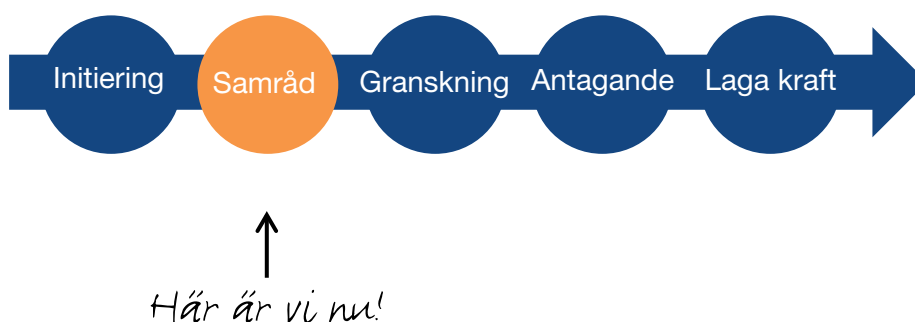 Initiering Samråd Granskning Antagande Laga kraft
Här är vi nu!